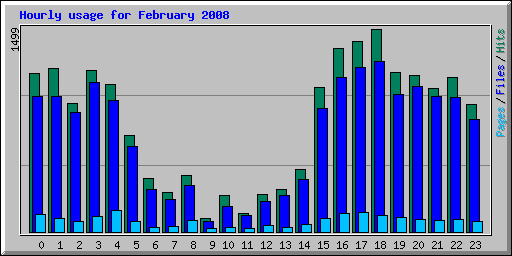 Hourly usage for February 2008
1499
Pages/Files/Hits
0 1 2 3 4 5 6 7 8 9 10 11 12 13 14 15 16 17 18 19 20 21 22 23